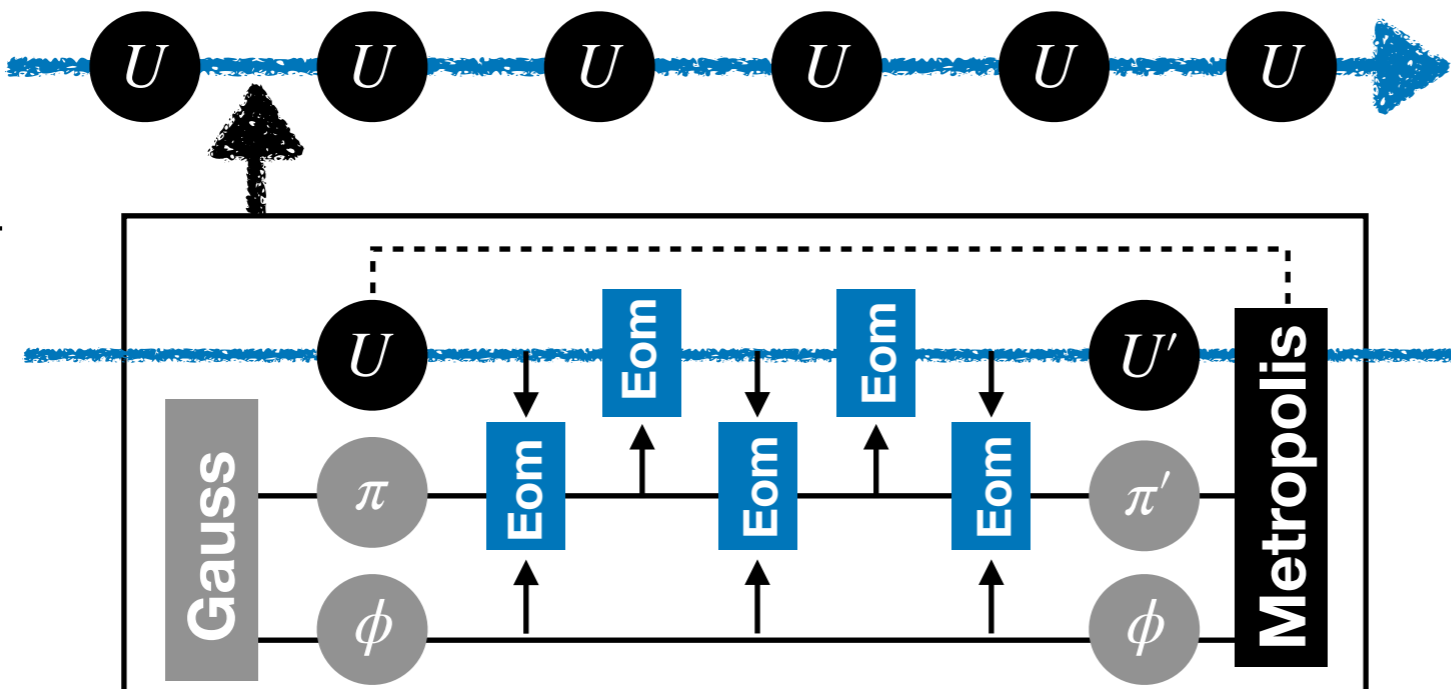 U U U U U U
Eom Eom
U U′
Gauss π Eom Eom Eom π′ Metropolis
ϕ ϕ